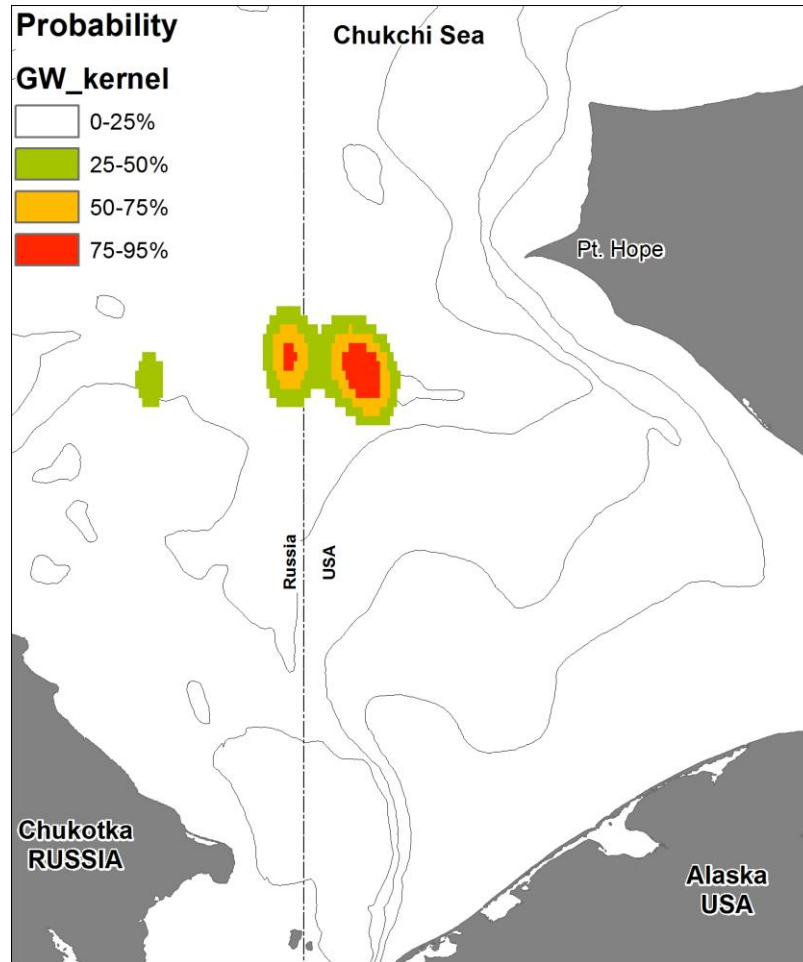 Probability
GW_kernel
0-25%
25-50%
50-75%
75-95%
Chukchi Sea
Pt. Hope
Russia
USA
Chukotka
RUSSIA
Alaska
USA